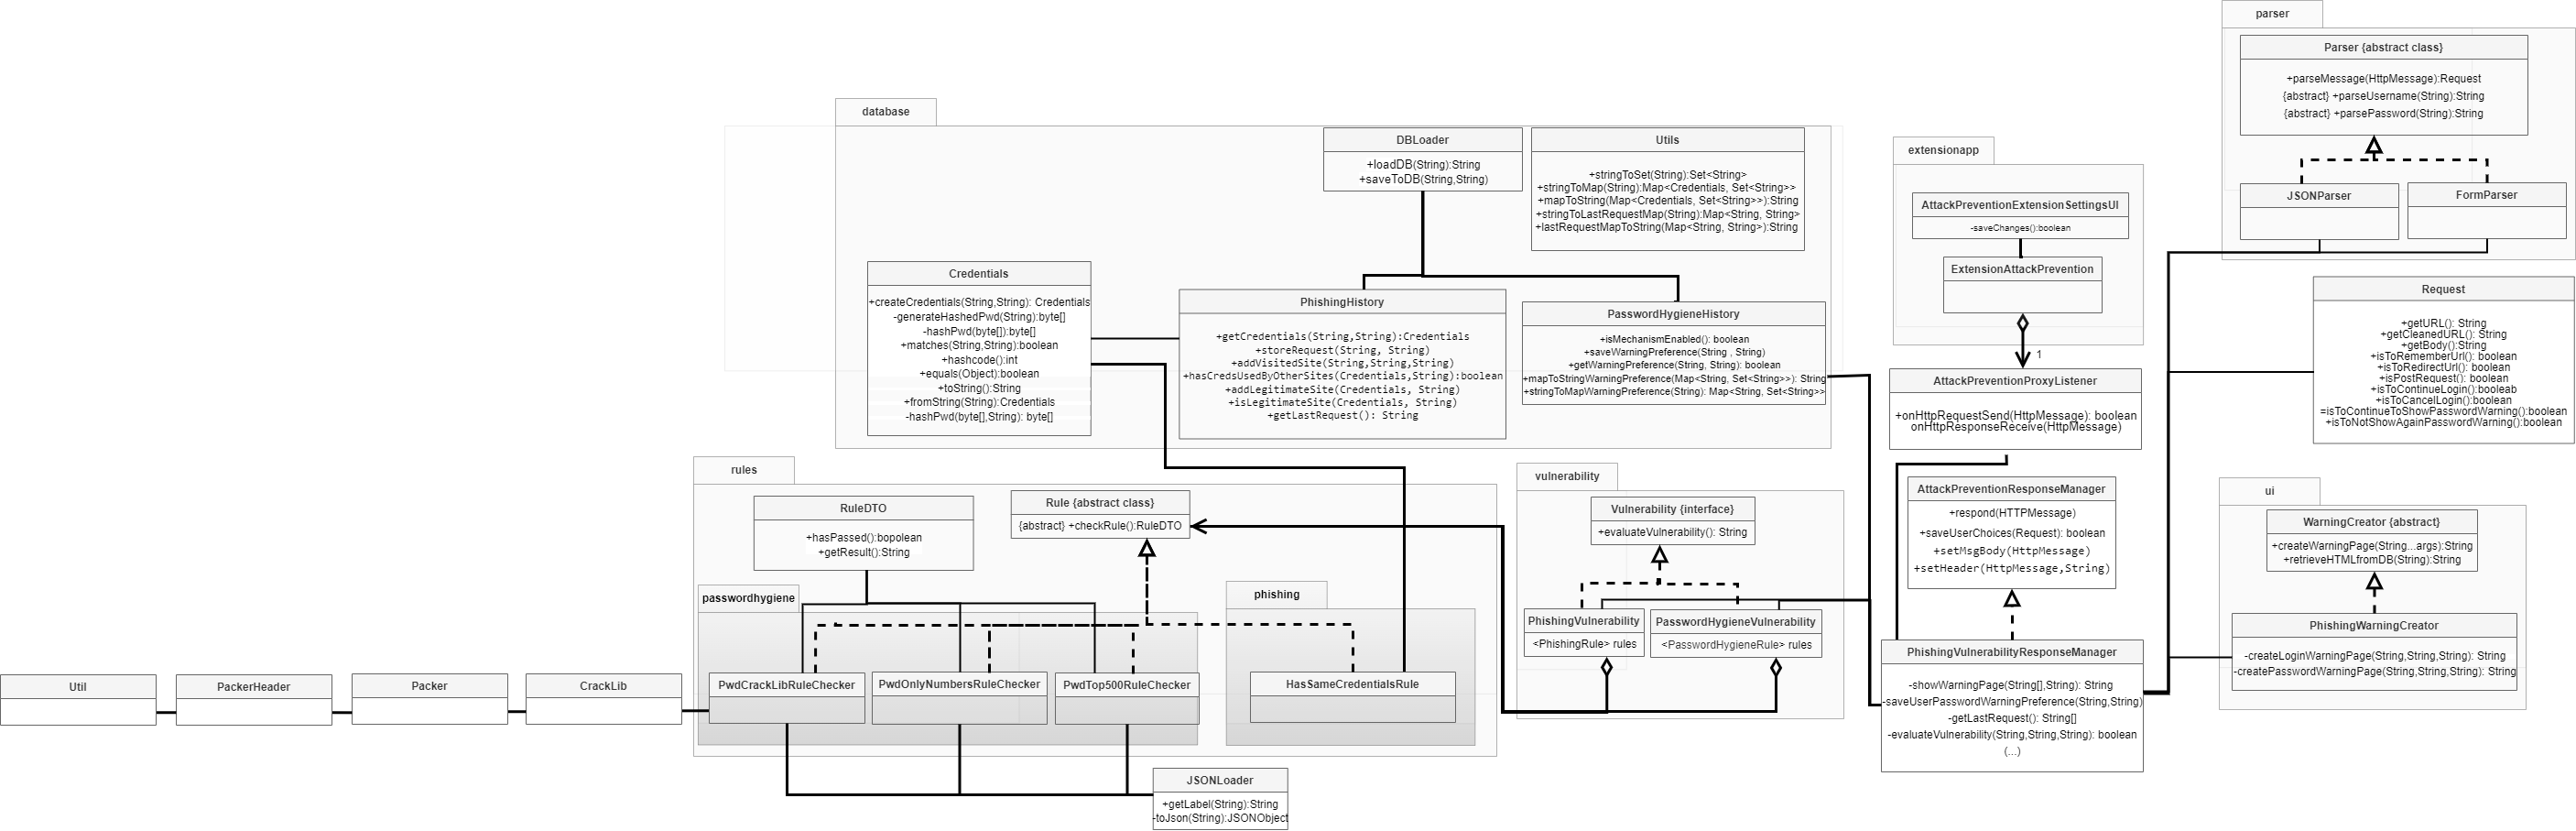 parser
Parser {abstract class}
+parseMessage(HttpMessage):Request
{abstract} +parseUsername(String):String
{abstract} +parsePassword(String):String
JSONParser
FormParser
database
DBLoader
+loadDB(String):String
+saveToDB(String,String)
Utils
+stringToSet(String):Set<String>
+stringToMap(String):Map<Credentials, Set<String>>
+mapToString(Map<Credentials, Set<String>>):String
+stringToLastRequestMap(String):Map<String, String>
+lastRequestMapToString(Map<String, String>):String
Credentials
+createCredentials(String,String): Credentials
-generateHashedPwd(String):byte[]
-hashPwd(byte[]):byte[]
+matches(String,String):boolean
+hashcode():int
+equals(Object):boolean
+toString():String
+fromString(String):Credentials
-hashPwd(byte[],String): byte[]
PhishingHistory
+getCredentials(String,String):Credentials
+storeRequest(String, String)
+addVisitedSite(String,String,String)
+hasCredsUsedByOtherSites(Credentials,String):boolean
+addLegitimateSite(Credentials, String)
+isLegitimateSite(Credentials, String)
+getLastRequest(): String
PasswordHygieneHistory
+isMechanismEnabled(): boolean
+saveWarningPreference(String , String)
+getWarningPreference(String, String): boolean
+mapToStringWarningPreference(Map<String, Set<String>>): String
+stringToMapWarningPreference(String): Map<String, Set<String>>
extensionapp
AttackPreventionExtensionSettingsUI
-saveChanges():boolean
ExtensionAttackPrevention
1
AttackPreventionProxyListener
+onHttpRequestSend(HttpMessage): boolean
onHttpResponseReceive(HttpMessage)
Request
+getURL(): String
+getCleanedURL(): String
+getBody():String
+isToRememberUrl(): boolean
+isToRedirectUrl(): boolean
+isPostRequest(): boolean
+isToContinueLogin():booleab
+isToCancelLogin():boolean
=isToContinueToShowPasswordWarning():boolean
+isToNotShowAgainPasswordWarning():boolean
rules
RuleDTO
+hasPassed():bopolean
+getResult():String
Rule {abstract class}
{abstract} +checkRule():RuleDTO
passwordhygiene
PwdCrackLibRuleChecker
PwdOnlyNumbersRuleChecker
PwdTop500RuleChecker
phishing
HasSameCredentialsRule
vulnerability
Vulnerability {interface}
+evaluateVulnerability(): String
PhishingVulnerability
<PhishingRule> rules
PasswordHygieneVulnerability
<PasswordHygieneRule> rules
AttackPreventionResponseManager
+respond(HTTPMessage)
+saveUserChoices(Request): boolean
+setMsgBody(HttpMessage)
+setHeader(HttpMessage,String)
PhishingVulnerabilityResponseManager
-showWarningPage(String[],String): String
-saveUserPasswordWarningPreference(String,String)
-getLastRequest(): String[]
-evaluateVulnerability(String,String,String): boolean
(...)
ui
WarningCreator {abstract}
+createWarningPage(String...args):String
+retrieveHTMLfromDB(String):String
PhishingWarningCreator
-createLoginWarningPage(String,String,String): String
-createPasswordWarningPage(String,String,String): String
Util
PackerHeader
Packer
CrackLib
JSONLoader
+getLabel(String):String
-toJson(String):JSONObject